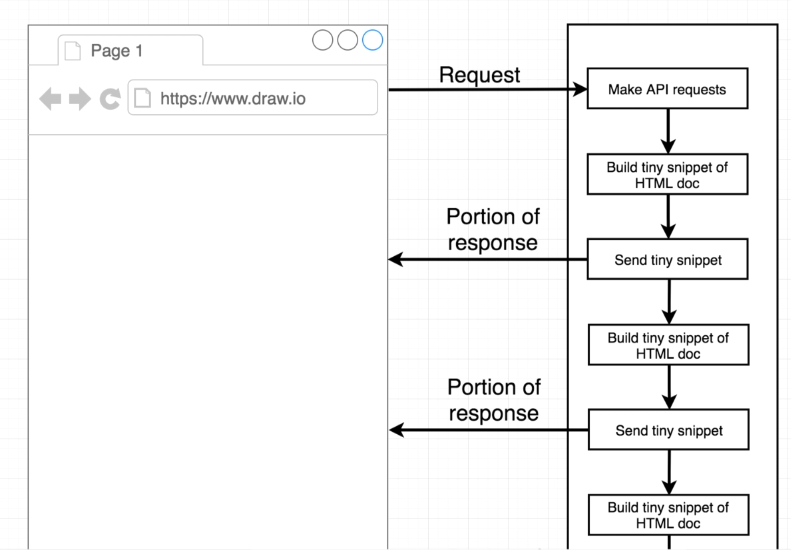 Page 1
https://www.draw.io
Request
Make API requests
Build tiny snippet of
HTML doc
Portion of
response
Send tiny snippet
Build tiny snippet of
HTML doc
Portion of
response
Send tiny snippet
Build tiny snippet of
HTML doc